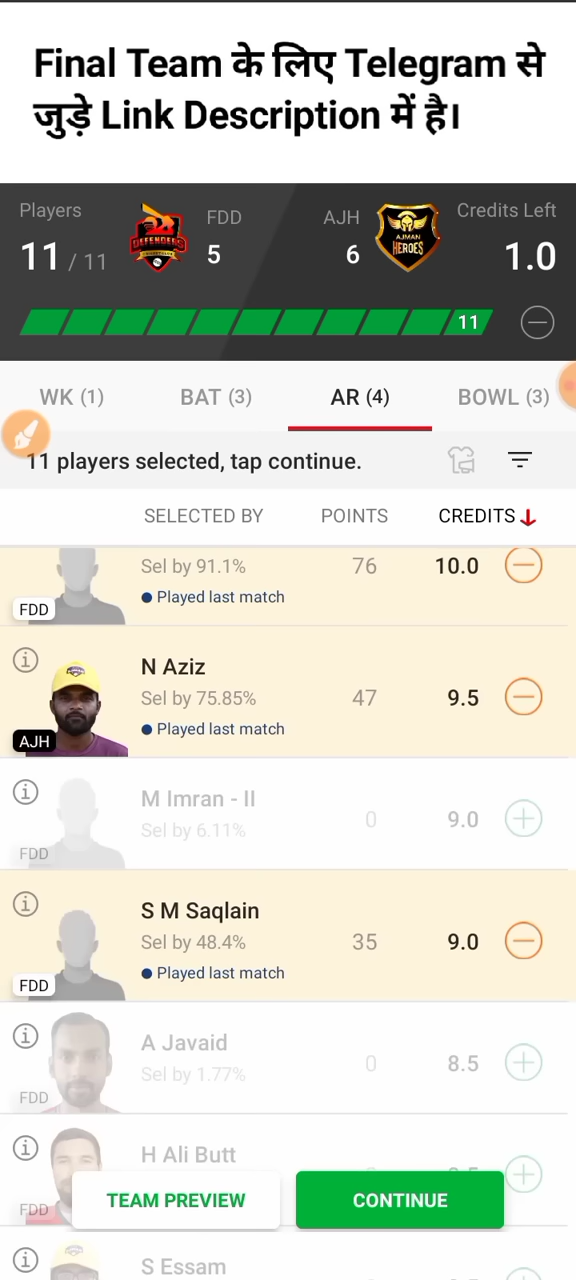 Final Team के लिए Telegram से
जुड़े Link Description में है।
Players
FDD
AJH
Credits Left
11 / 11
DEFENDERS
5
6
AJMAN
HEROES
1.0
11
WK (1)
BAT (3)
AR (4)
BOWL (3)
11 players selected, tap continue.
SELECTED BY
POINTS
CREDITS
Sel by 91.1%
76
10.0
FDD
Played last match
N Aziz
Sel by 75.85%
47
9.5
Played last match
AJH
M Imran - II
Sel by 6.11%
0
9.0
FDD
S M Saqlain
Sel by 48.4%
35
9.0
Played last match
FDD
A Javaid
Sel by 1.77%
0
8.5
FDD
H Ali Butt
FDD
TEAM PREVIEW
CONTINUE
S Essam